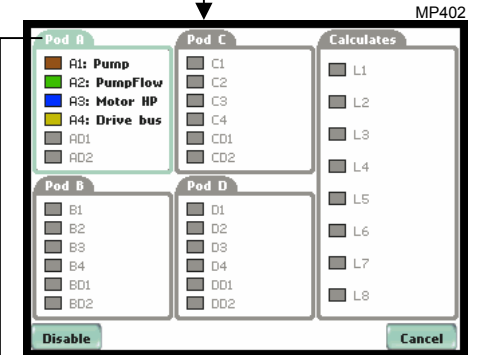 MP402
Pod A
A1: Pump
A2: PumpFlow
A3: Motor HP
A4: Drive bus
AD1
AD2
Pod B
B1
B2
B3
B4
BD1
BD2
Pod C
C1
C2
C3
C4
CD1
CD2
Pod D
D1
D2
D3
D4
DD1
DD2
Calculates
L1
L2
L3
L4
L5
L6
L7
L8
Disable
Cancel